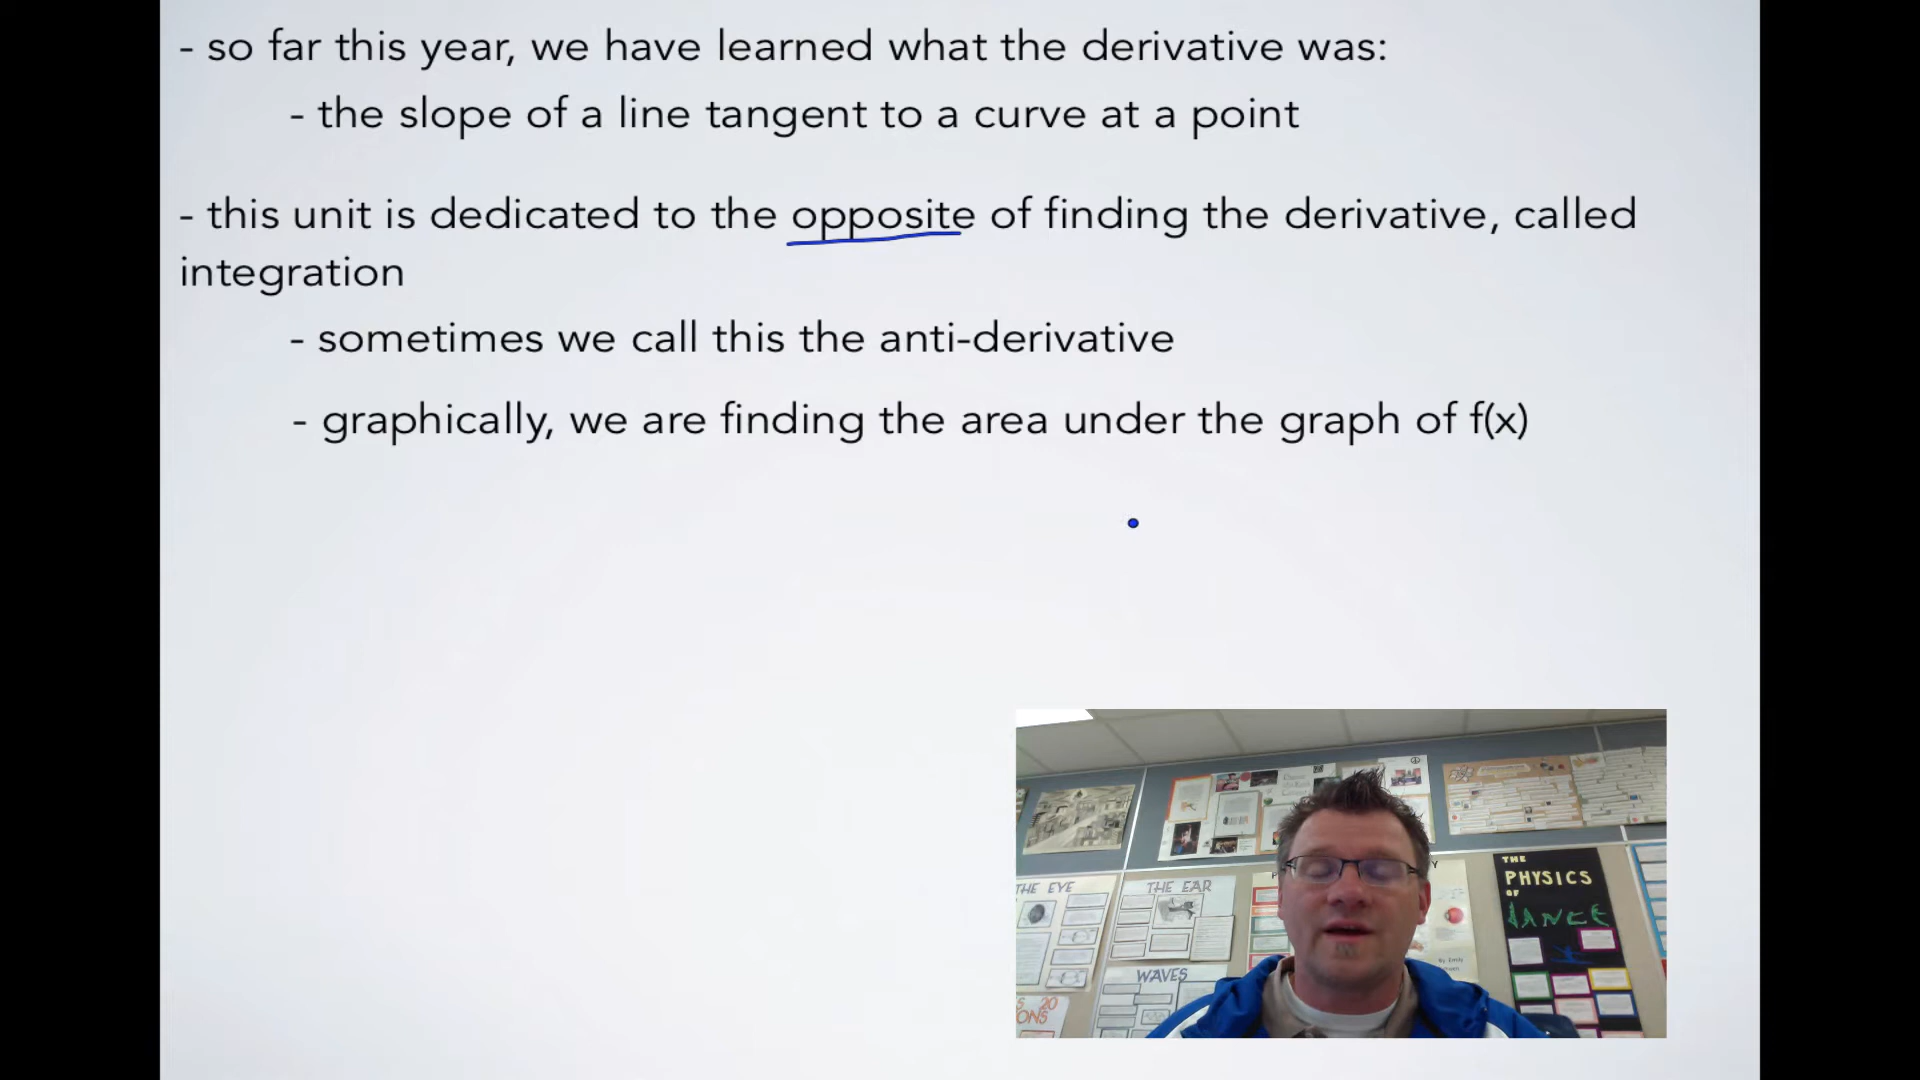 - so far this year, we have learned what the derivative was:
- the slope of a line tangent to a curve at a point
- this unit is dedicated to the opposite of finding the derivative, called
integration
- sometimes we call this the anti-derivative
- graphically, we are finding the area under the graph of f(x)
THE EYE
THE EAR
WAVES
THE
PHYSICS
OF
DANCE
By Emily